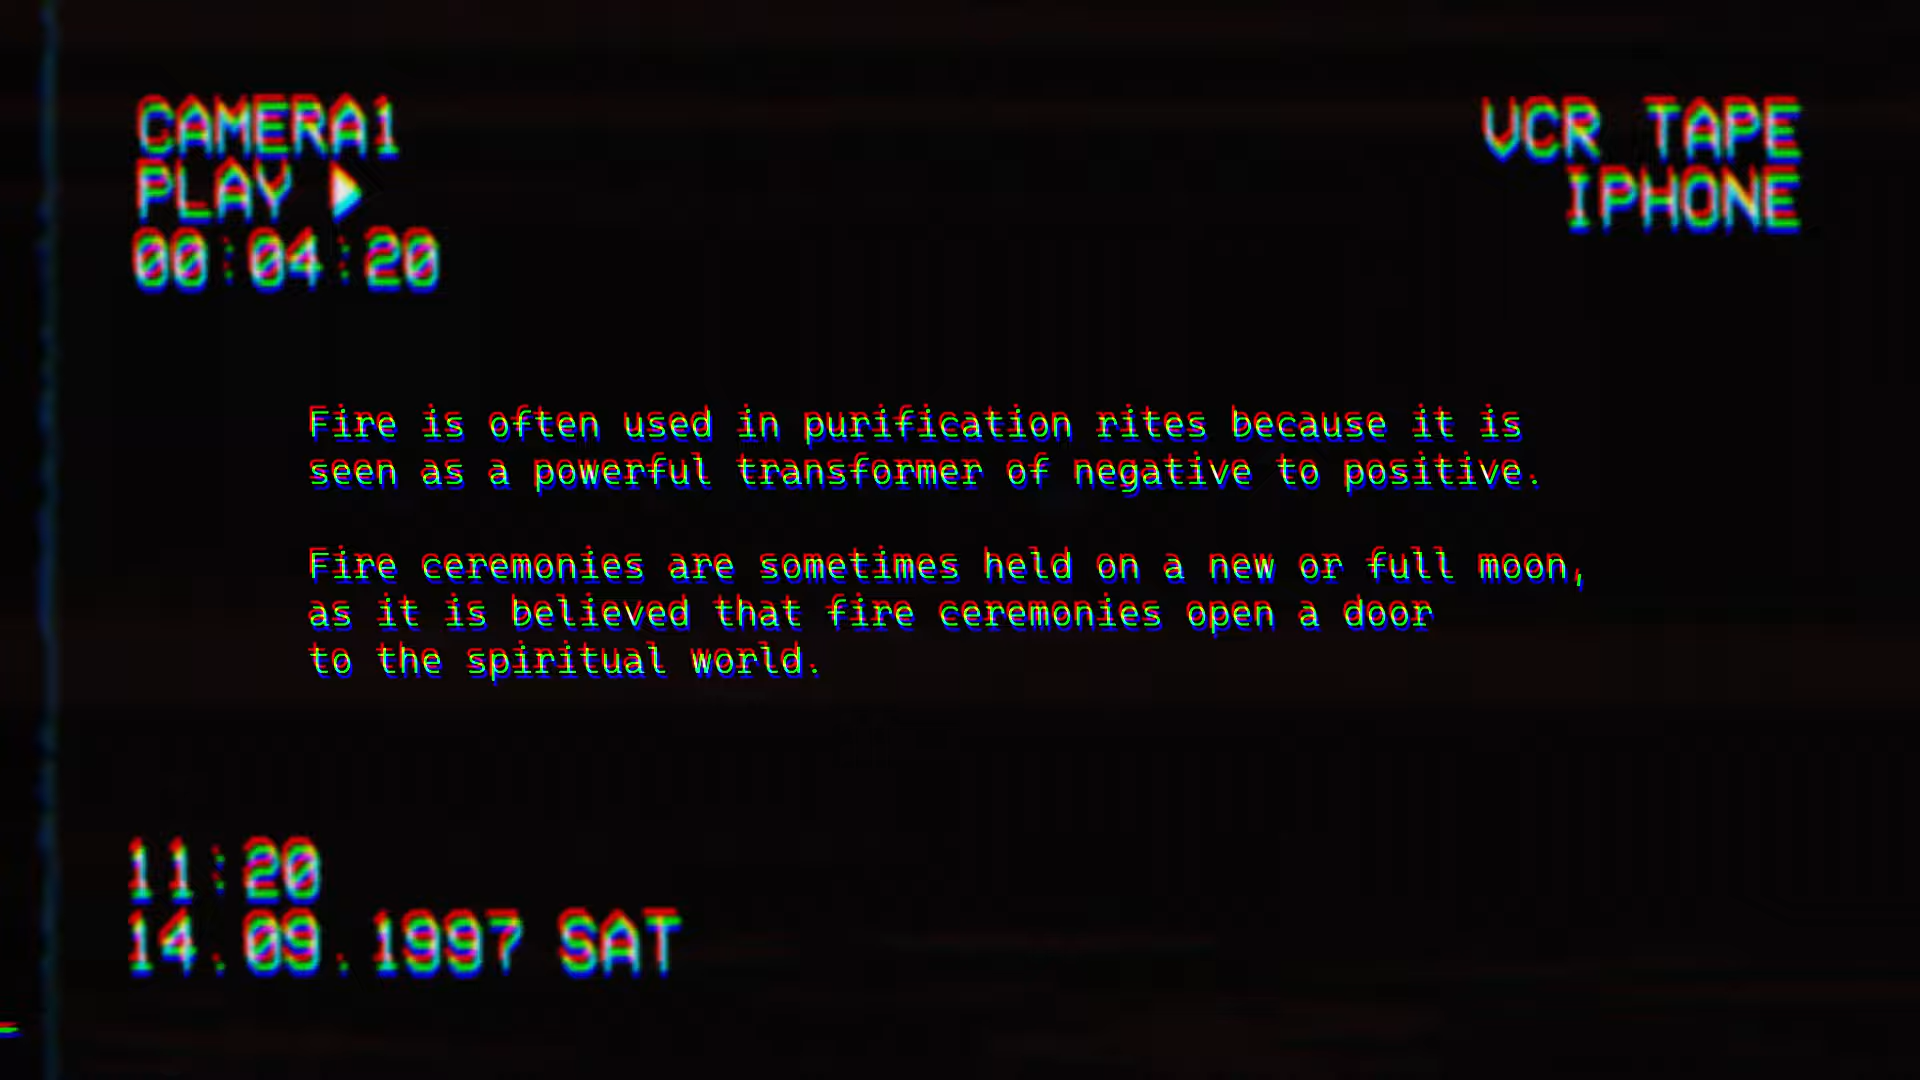 CAMERA1
PLAY ▶
00:04:20
VCR TAPE
IPHONE
Fire is often used in purification rites because it is
seen as a powerful transformer of negative to positive.
Fire ceremonies are sometimes held on a new or full moon,
as it is believed that fire ceremonies open a door
to the spiritual world.
11:20
14.09.1997 SAT